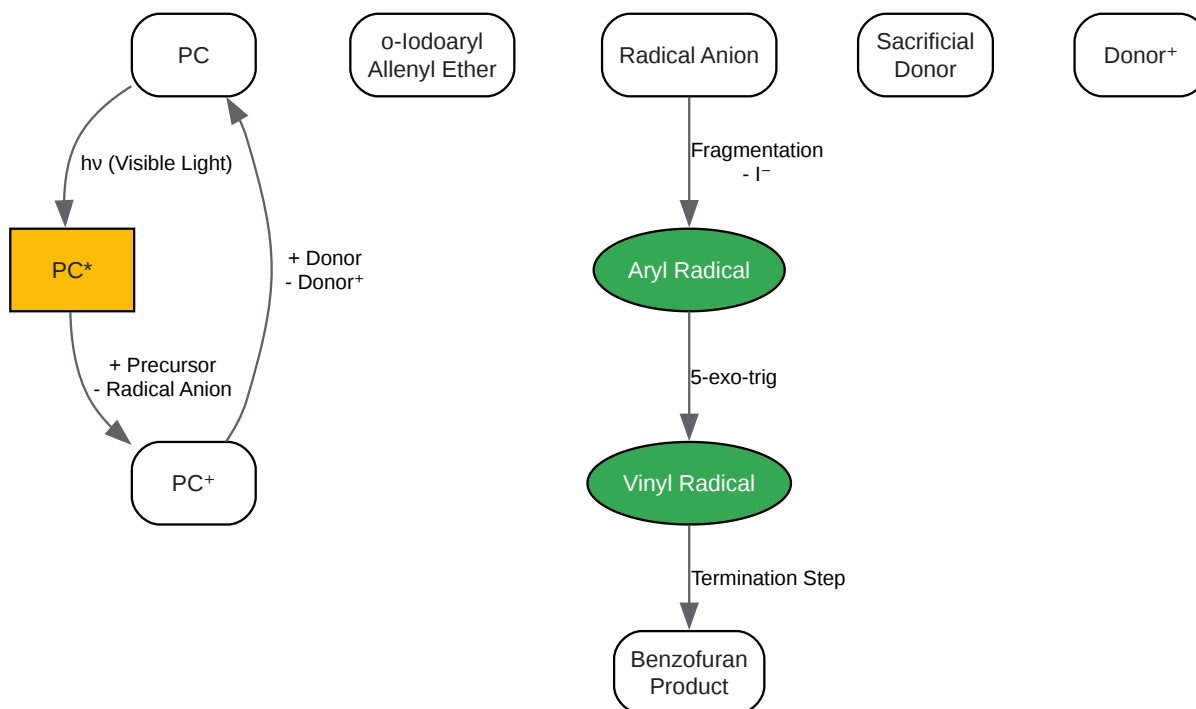 PC
o-Iodoaryl
Allenyl Ether
Radical Anion
Sacrificial
Donor
Donor⁺
hν (Visible Light)
Fragmentation
- I⁻
PC*
+ Donor
- Donor⁺
Aryl Radical
+ Precursor
- Radical Anion
5-exo-trig
PC⁺
Vinyl Radical
Termination Step
Benzofuran
Product